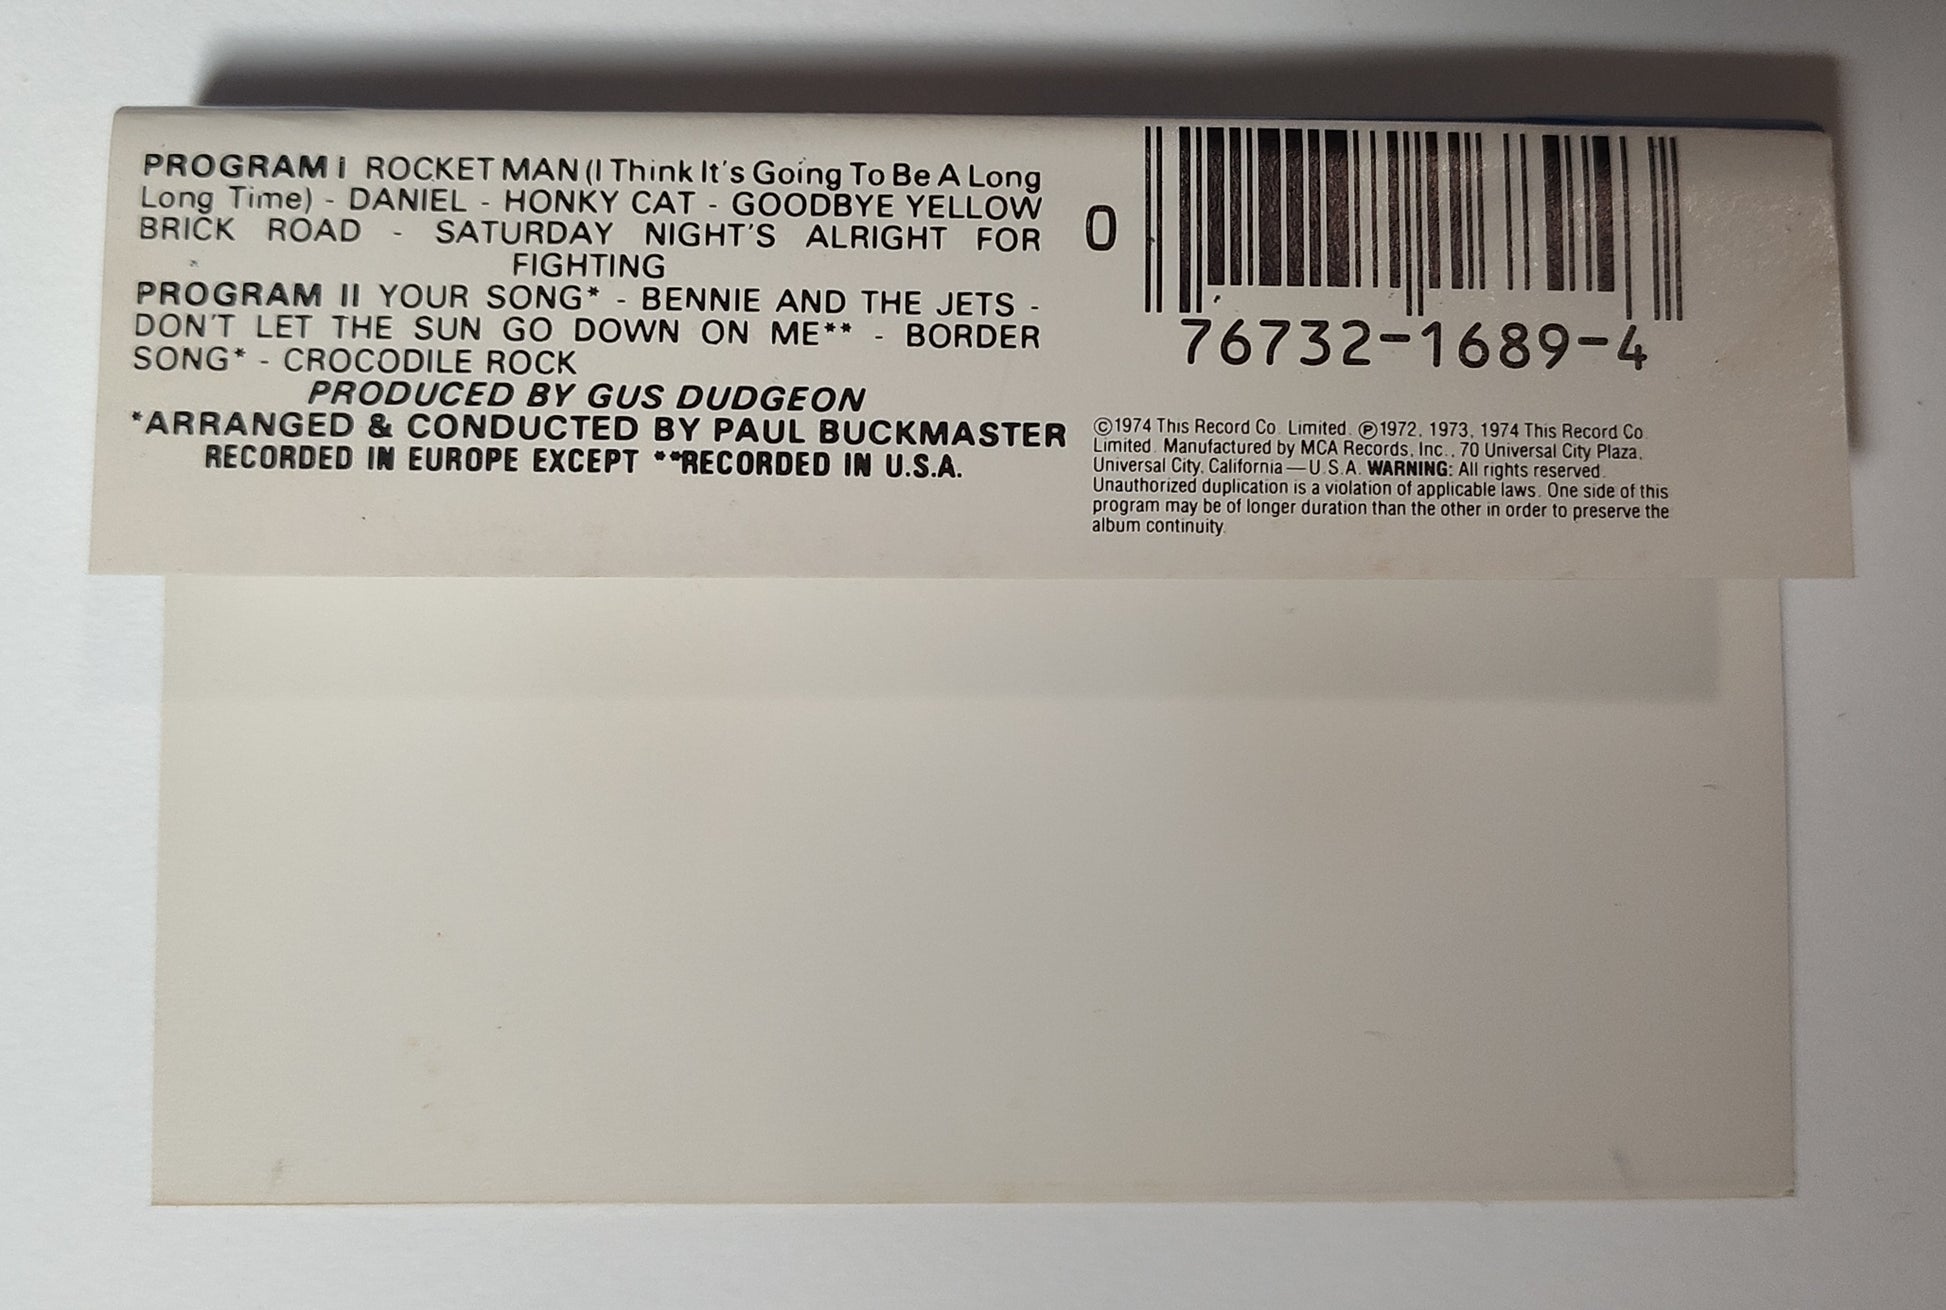 PROGRAM I ROCKET MAN (I Think It's Going To Be A Long
Long Time) - DANIEL - HONKY CAT - GOODBYE YELLOW
BRICK ROAD - SATURDAY NIGHT'S ALRIGHT FOR
FIGHTING
PROGRAM II YOUR SONG* - BENNIE AND THE JETS -
DON'T LET THE SUN GO DOWN ON ME** - BORDER
SONG* - CROCODILE ROCK
PRODUCED BY GUS DUDGEON
*ARRANGED & CONDUCTED BY PAUL BUCKMASTER
RECORDED IN EUROPE EXCEPT **RECORDED IN U.S.A.
0
76732-1689-4
©1974 This Record Co. Limited. ℗1972, 1973, 1974 This Record Co.
Limited. Manufactured by MCA Records, Inc., 70 Universal City Plaza,
Universal City, California—U.S.A. WARNING: All rights reserved.
Unauthorized duplication is a violation of applicable laws. One side of this
program may be of longer duration than the other in order to preserve the
album continuity.